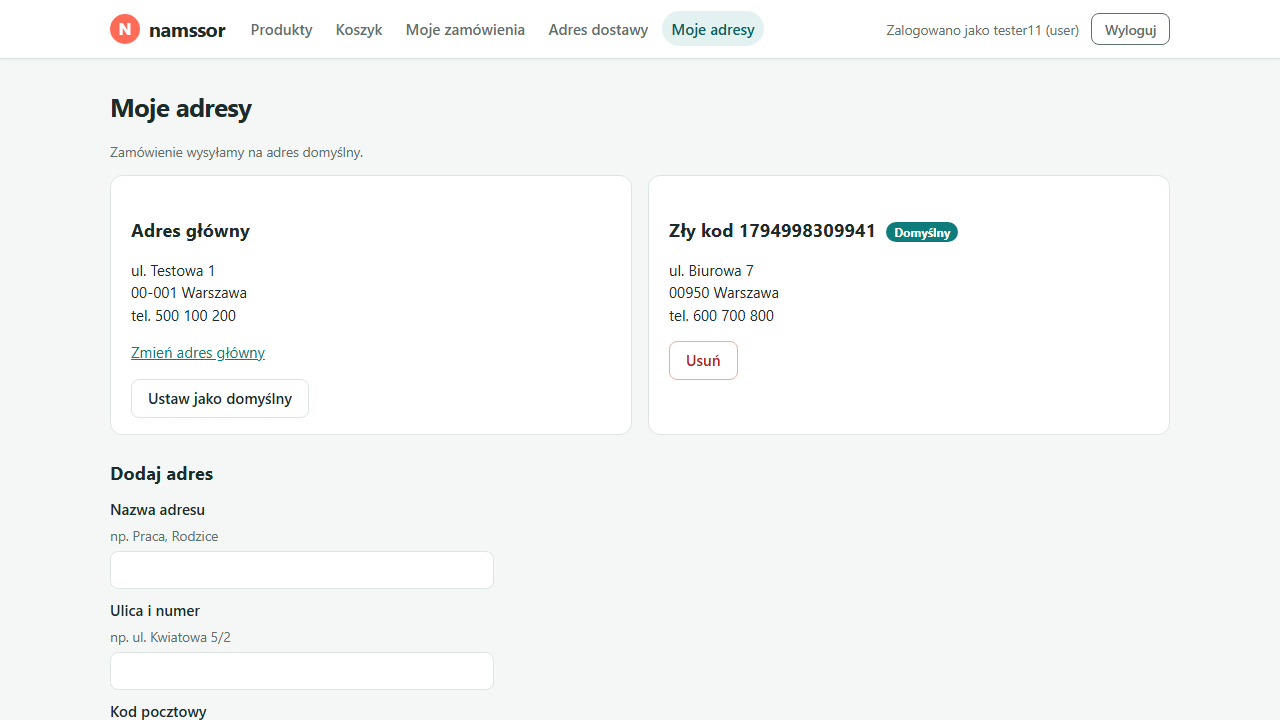 N namssor Produkty Koszyk Moje zamówienia Adres dostawy Moje adresy Zalogowano jako tester11 (user) Wyloguj
Moje adresy
Zamówienie wysyłamy na adres domyślny.
Adres główny
ul. Testowa 1
00-001 Warszawa
tel. 500 100 200
Zmień adres główny
Ustaw jako domyślny
Zły kod 1794998309941 Domyślny
ul. Biurowa 7
00950 Warszawa
tel. 600 700 800
Usuń
Dodaj adres
Nazwa adresu
np. Praca, Rodzice
Ulica i numer
np. ul. Kwiatowa 5/2
Kod pocztowy